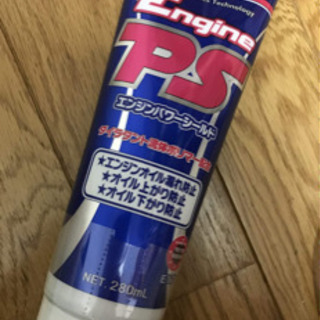 Technology
Engine
PS
エンジンパワーシールド
★エンジンオイル漏れ防止
★オイル上がり防止
★オイル下がり防止
NET. 280mL